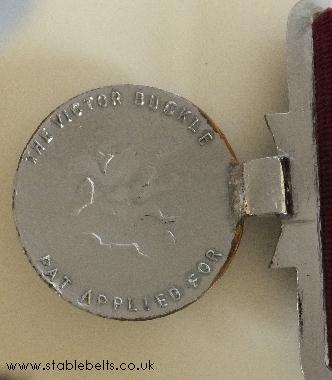 THE VICTOR BUCKLE
PAT APPLIED FOR
www.stablebelts.co.uk